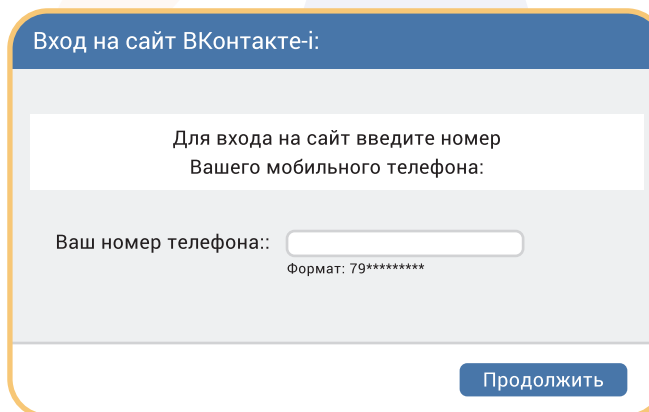 Вход на сайт ВКонтакте-i:
Для входа на сайт введите номер
Вашего мобильного телефона:
Ваш номер телефона::
Формат: 79*********
Продолжить